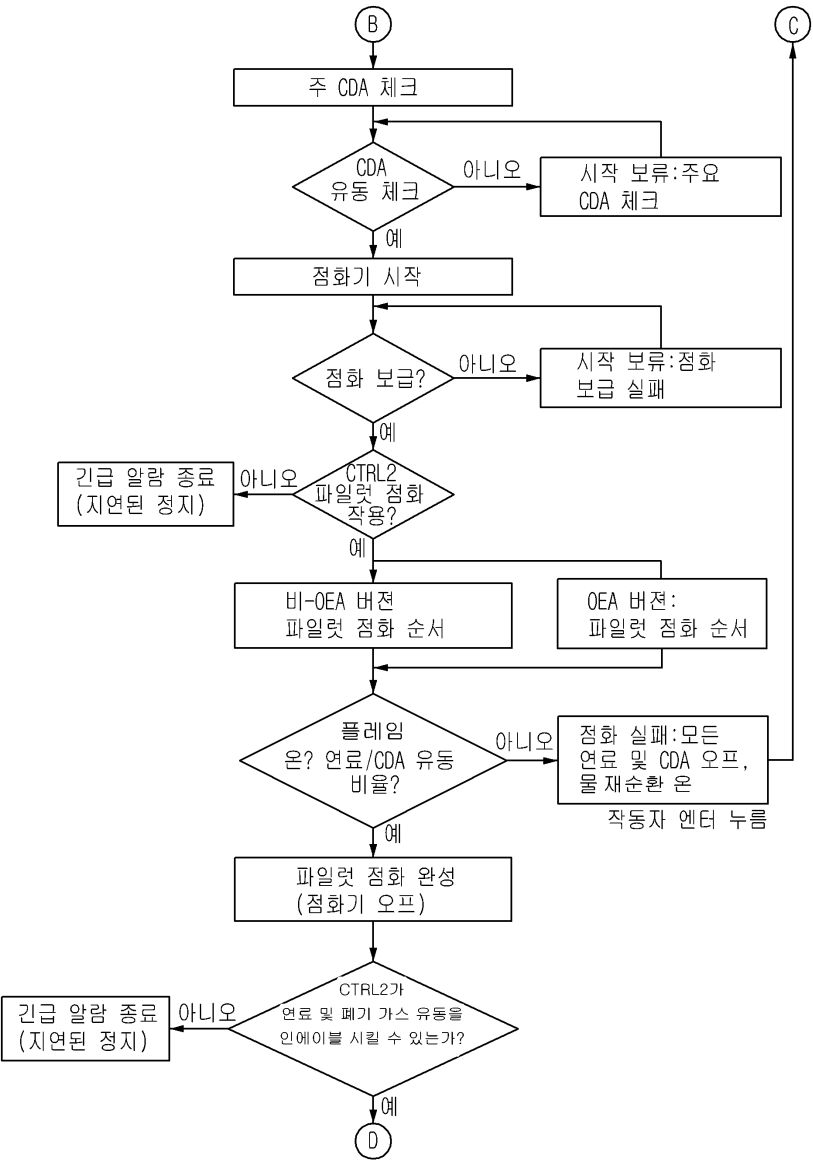 B
C
주 CDA 체크
CDA
유동 체크
아니오
시작 보류:주요
CDA 체크
예
점화기 시작
점화 보급?
아니오
시작 보류:점화
보급 실패
예
CTRL2
파일럿 점화
작용?
아니오
긴급 알람 종료
(지연된 정지)
예
비-OEA 버젼
파일럿 점화 순서
OEA 버젼:
파일럿 점화 순서
플레임
온? 연료/CDA 유동
비율?
아니오
점화 실패:모든
연료 및 CDA 오프,
물 재순환 온
작동자 엔터 누름
예
파일럿 점화 완성
(점화기 오프)
CTRL2가
연료 및 폐기 가스 유동을
인에이블 시킬 수 있는가?
아니오
긴급 알람 종료
(지연된 정지)
예
D